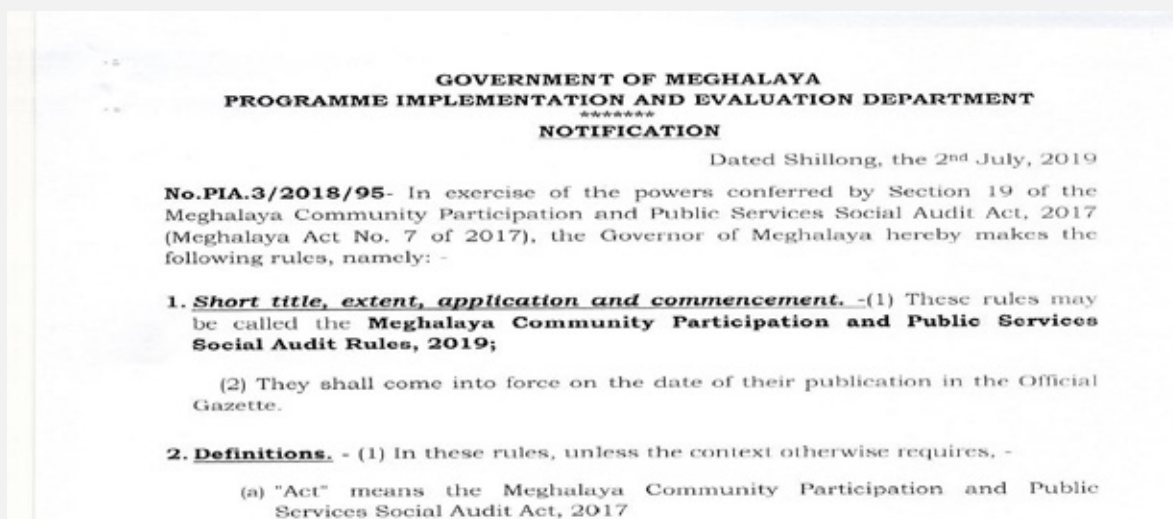 GOVERNMENT OF MEGHALAYA
PROGRAMME IMPLEMENTATION AND EVALUATION DEPARTMENT
*******
NOTIFICATION
Dated Shillong, the 2nd July, 2019
No.PIA.3/2018/95- In exercise of the powers conferred by Section 19 of the
Meghalaya Community Participation and Public Services Social Audit Act, 2017
(Meghalaya Act No. 7 of 2017), the Governor of Meghalaya hereby makes the
following rules, namely: -
1. Short title, extent, application and commencement. -(1) These rules may
be called the Meghalaya Community Participation and Public Services
Social Audit Rules, 2019;
(2) They shall come into force on the date of their publication in the Official
Gazette.
2. Definitions. - (1) In these rules, unless the context otherwise requires, -
(a) "Act" means the Meghalaya Community Participation and Public
Services Social Audit Act, 2017